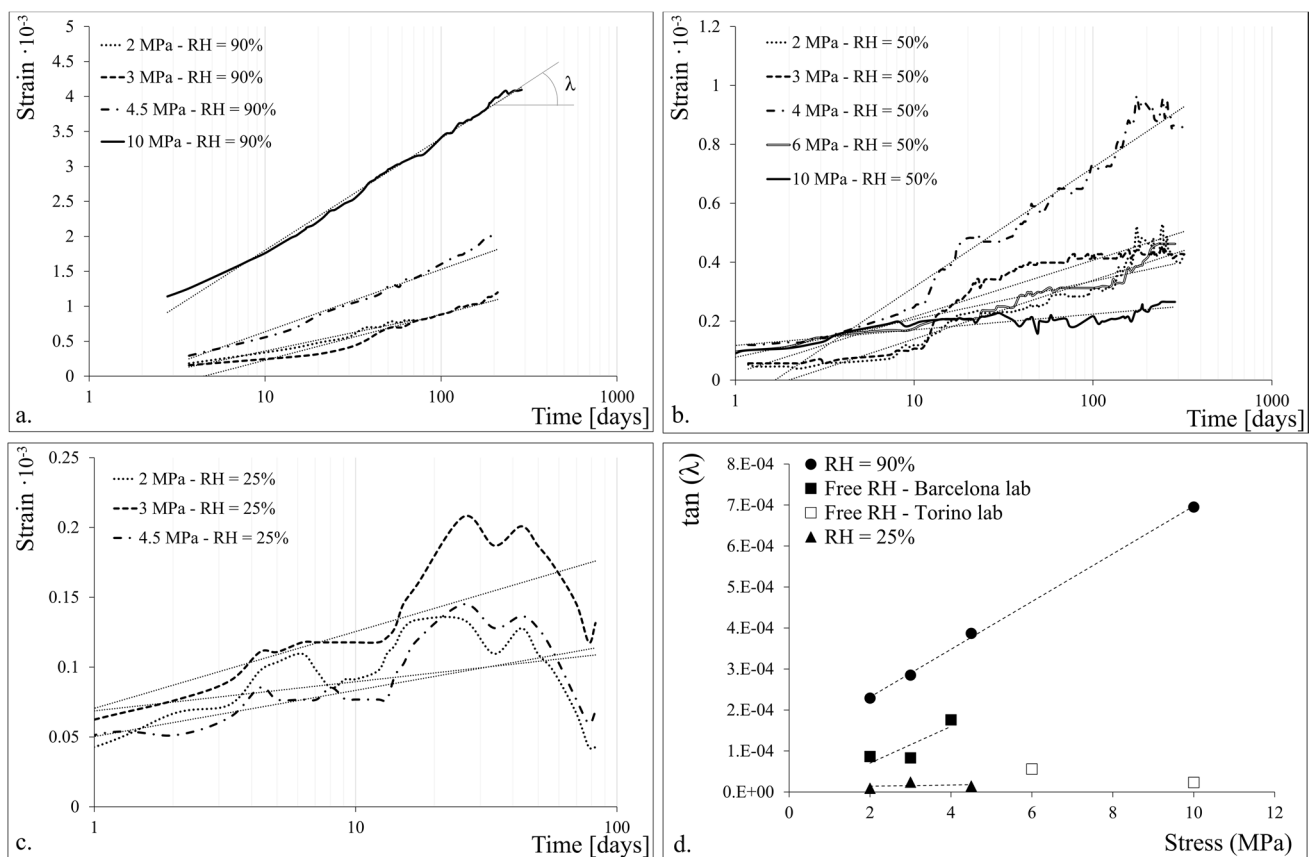 Strain ·10-3
5
4.5
4
3.5
3
2.5
2
1.5
1
0.5
0
2 MPa - RH = 90%
3 MPa - RH = 90%
4.5 MPa - RH = 90%
10 MPa - RH = 90%
λ
1
10
100
1000
a.
Time [days]
Strain ·10-3
1.2
1
0.8
0.6
0.4
0.2
0
2 MPa - RH = 50%
3 MPa - RH = 50%
4 MPa - RH = 50%
6 MPa - RH = 50%
10 MPa - RH = 50%
1
10
100
1000
b.
Time [days]
Strain ·10-3
0.25
0.2
0.15
0.1
0.05
0
2 MPa - RH = 25%
3 MPa - RH = 25%
4.5 MPa - RH = 25%
1
10
100
c.
Time [days]
tan (λ)
8.E-04
7.E-04
6.E-04
5.E-04
4.E-04
3.E-04
2.E-04
1.E-04
0.E+00
RH = 90%
Free RH - Barcelona lab
Free RH - Torino lab
RH = 25%
0
2
4
6
8
10
12
d.
Stress (MPa)